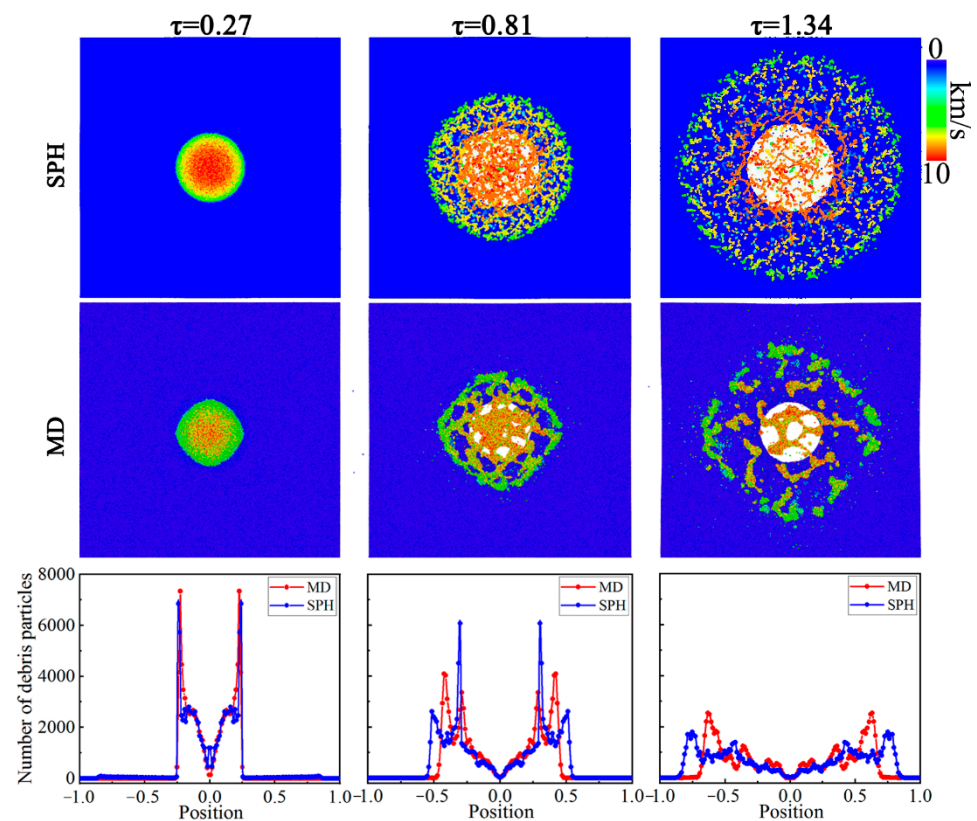 τ=0.27 τ=0.81 τ=1.34
SPH
0
km/s
10
MD
Number of debris particles
8000
6000
4000
2000
0
MD
SPH
MD
SPH
MD
SPH
−1.0 −0.5 0.0 0.5 1.0
−0.5 0.0 0.5
−1.0 −0.5 0.0 0.5 1.0
Position Position Position